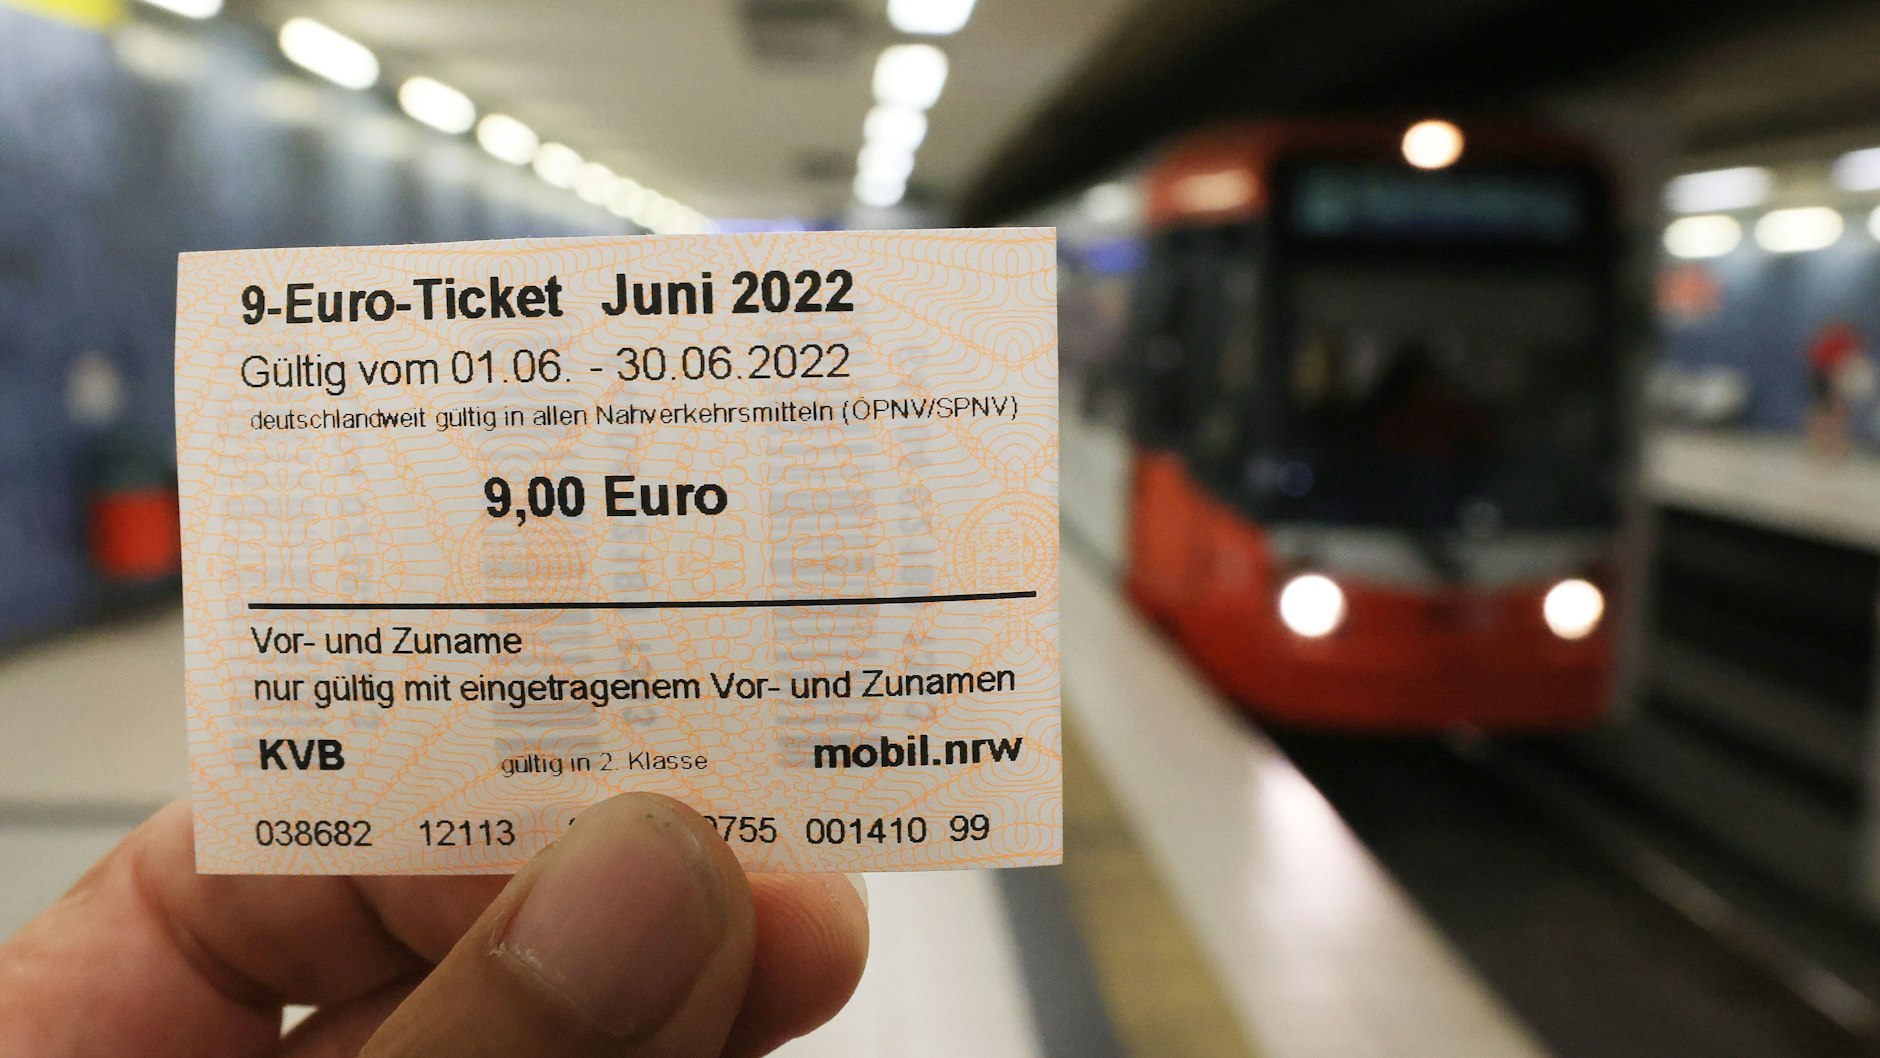 9-Euro-Ticket Juni 2022
Gültig vom 01.06. - 30.06.2022
deutschlandweit gültig in allen Nahverkehrsmitteln (ÖPNV/SPNV)
9,00 Euro
Vor- und Zuname
nur gültig mit eingetragenem Vor- und Zunamen
KVB gültig in 2. Klasse mobil.nrw
038682 12113 755 001410 99